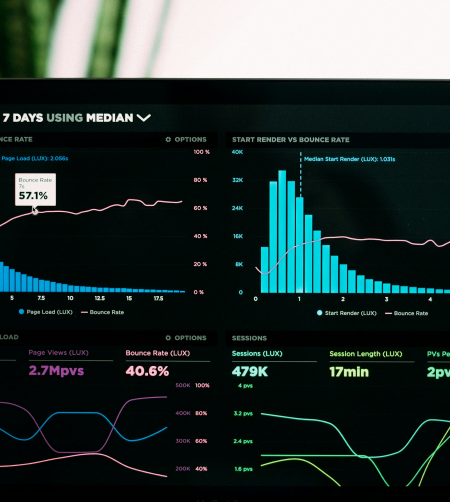 7 DAYS USING MEDIAN
NCE RATE
OPTIONS
Page Load (LUX): 2.056s
100 %
80 %
60 %
40 %
20 %
0 %
Bounce Rate
7s
57.1%
5 7.5 10 12.5 15 17.5
Page Load (LUX) Bounce Rate
START RENDER VS BOUNCE RATE
Median Start Render (LUX): 1.031s
40K
32K
24K
16K
8K
0
0 1 2 3 4
Start Render (LUX) Bounce Rate
LOAD
OPTIONS
Page Views (LUX)
2.7Mpvs
Bounce Rate (LUX)
40.6%
500K 100%
400K 80%
300K 60%
200K 40%
SESSIONS
Sessions (LUX)
479K
Session Length (LUX)
17min
PVs Pe
2pv
4 pvs
3.2 pvs
2.4 pvs
1.6 pvs